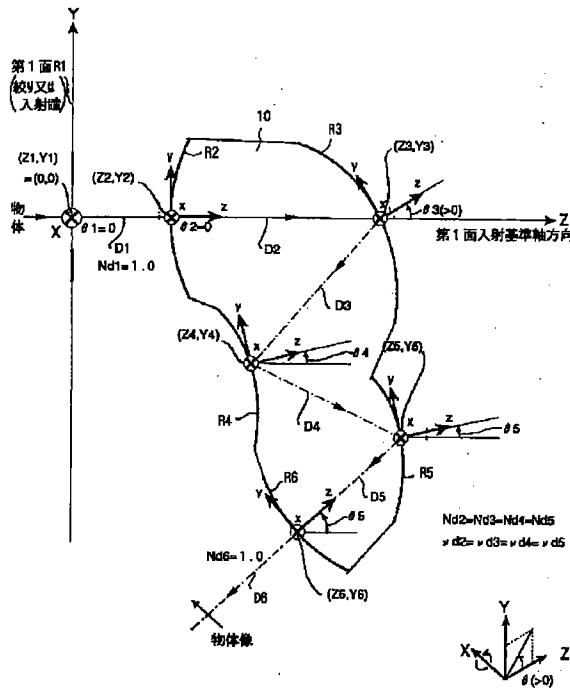 Y
第1面R1
(絞り又は
入射瞳)
10
R3
R2
y
(Z1,Y1)
=(0,0)
(Z2,Y2)
(Z3,Y3)
y
x
z
x
z
物体
X
θ1=0
D1
θ2=0
D2
θ3(>0)
Z
第1面入射基準軸方向
Nd1=1.0
D3
y
(Z4,Y4)
z
(Z5,Y5)
x
θ4
y
z
D4
x
θ5
R4
R6
D5
R5
y
z
x
θ6
Nd2=Nd3=Nd4=Nd5
νd2=νd3=νd4=νd5
Nd6=1.0
D6
(Z6,Y6)
物体像
Y
X
Z
θ(>0)